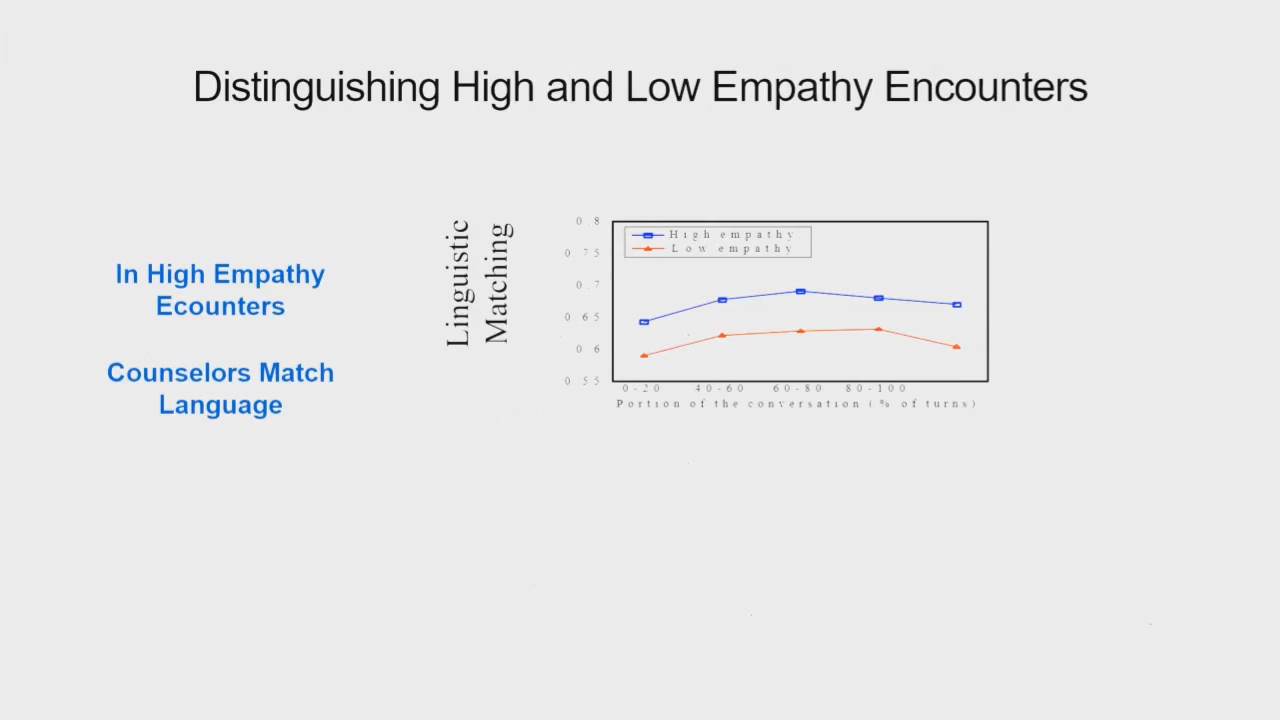 Distinguishing High and Low Empathy Encounters
In High Empathy
Ecounters
Counselors Match
Language
Linguistic
Matching
0.8
0.75
0.7
0.65
0.6
0.55
High empathy
Low empathy
0-20 40-60 60-80 80-100
Portion of the conversation (% of turns)